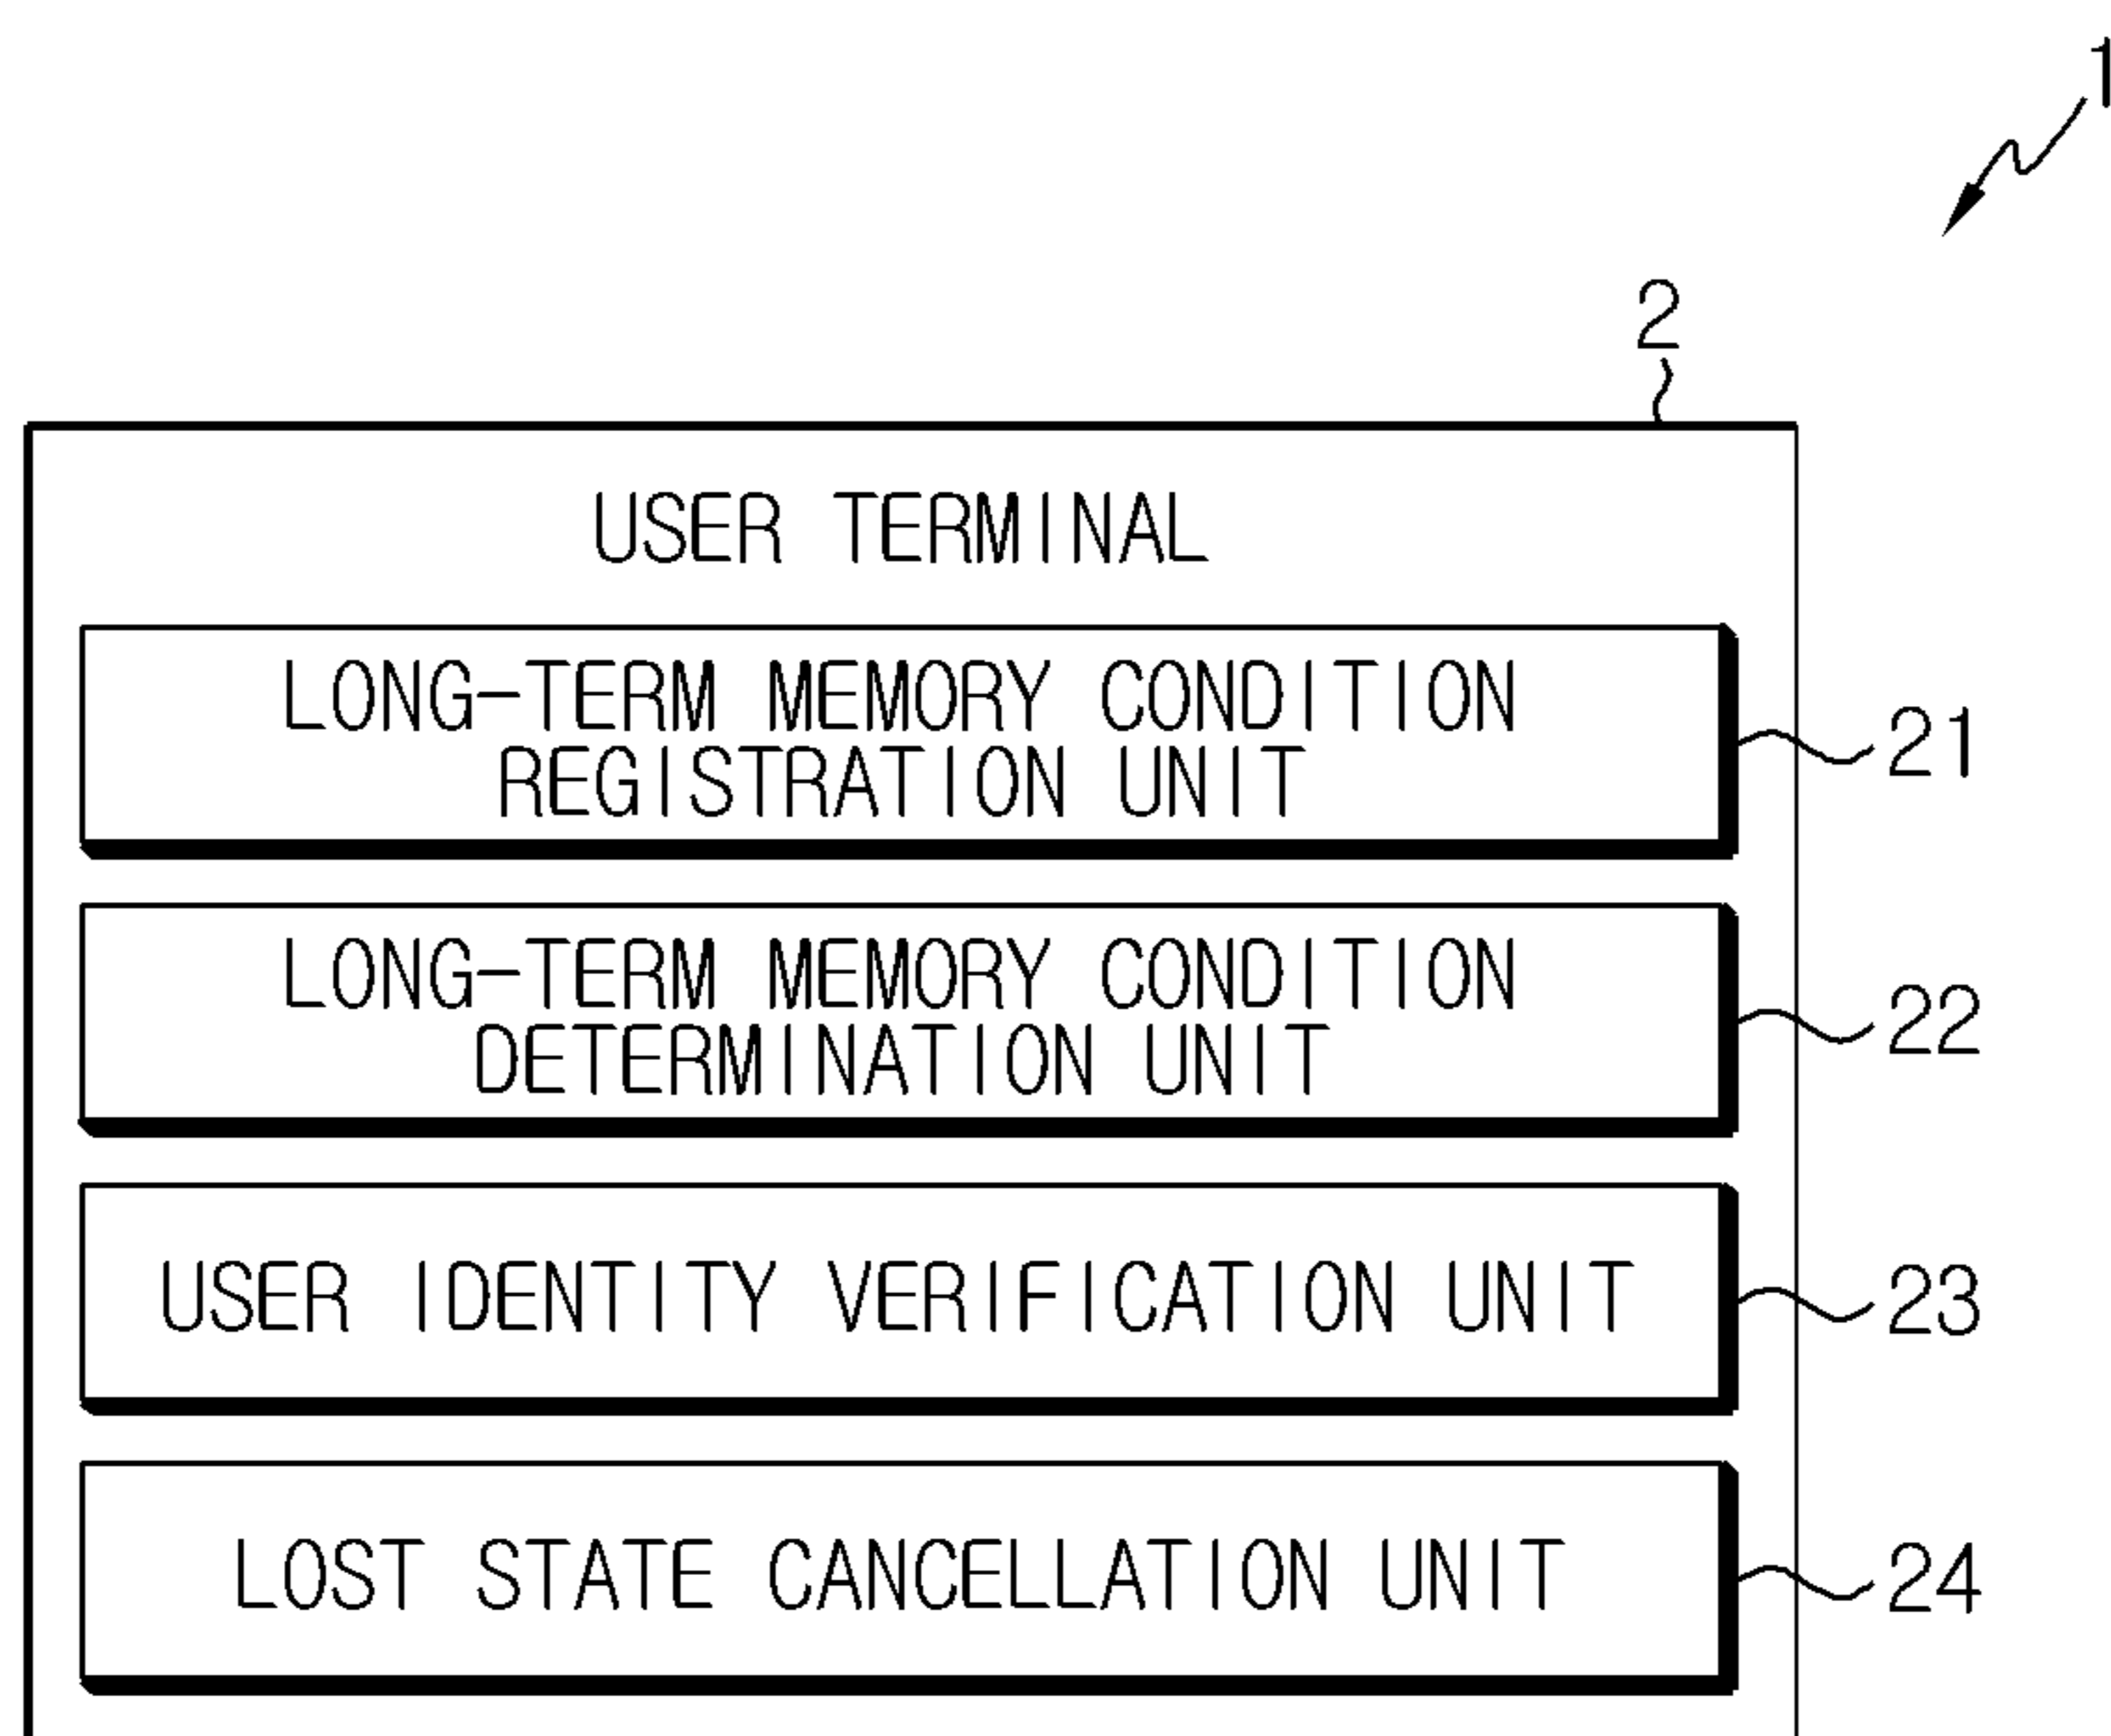 1
2
USER TERMINAL
LONG-TERM MEMORY CONDITION
REGISTRATION UNIT
21
LONG-TERM MEMORY CONDITION
DETERMINATION UNIT
22
USER IDENTITY VERIFICATION UNIT
23
LOST STATE CANCELLATION UNIT
24